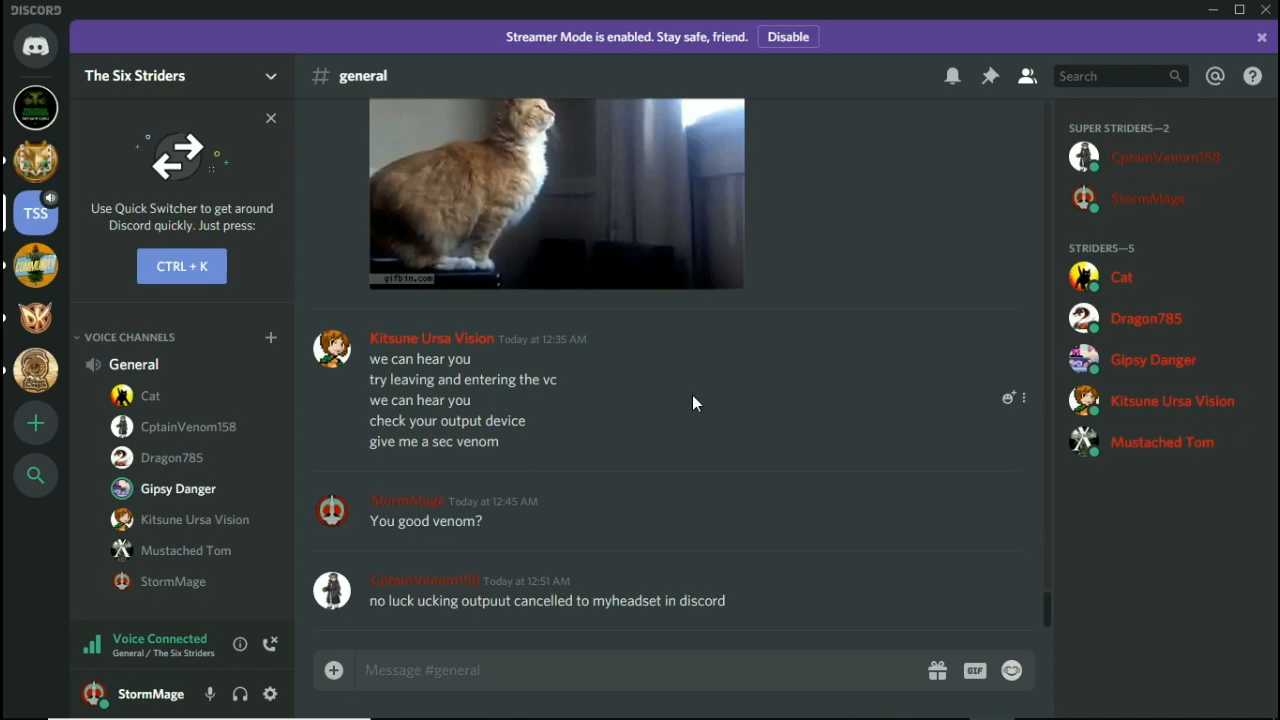 DISCORD
Streamer Mode is enabled. Stay safe, friend.
Disable
The Six Striders
# general
Search
Use Quick Switcher to get around
Discord quickly. Just press:
CTRL + K
TSS
COMMUNITY
DK
gifbin.com
VOICE CHANNELS
General
Cat
CptainVenom158
Dragon785
Gipsy Danger
Kitsune Ursa Vision
Mustached Tom
StormMage
Voice Connected
General / The Six Striders
StormMage
Kitsune Ursa Vision Today at 12:35 AM
we can hear you
try leaving and entering the vc
we can hear you
check your output device
give me a sec venom
StormMage Today at 12:45 AM
You good venom?
CptainVenom158 Today at 12:51 AM
no luck ucking outpuut cancelled to myheadset in discord
Message #general
GIF
SUPER STRIDERS—2
CptainVenom158
StormMage
STRIDERS—5
Cat
Dragon785
Gipsy Danger
Kitsune Ursa Vision
Mustached Tom